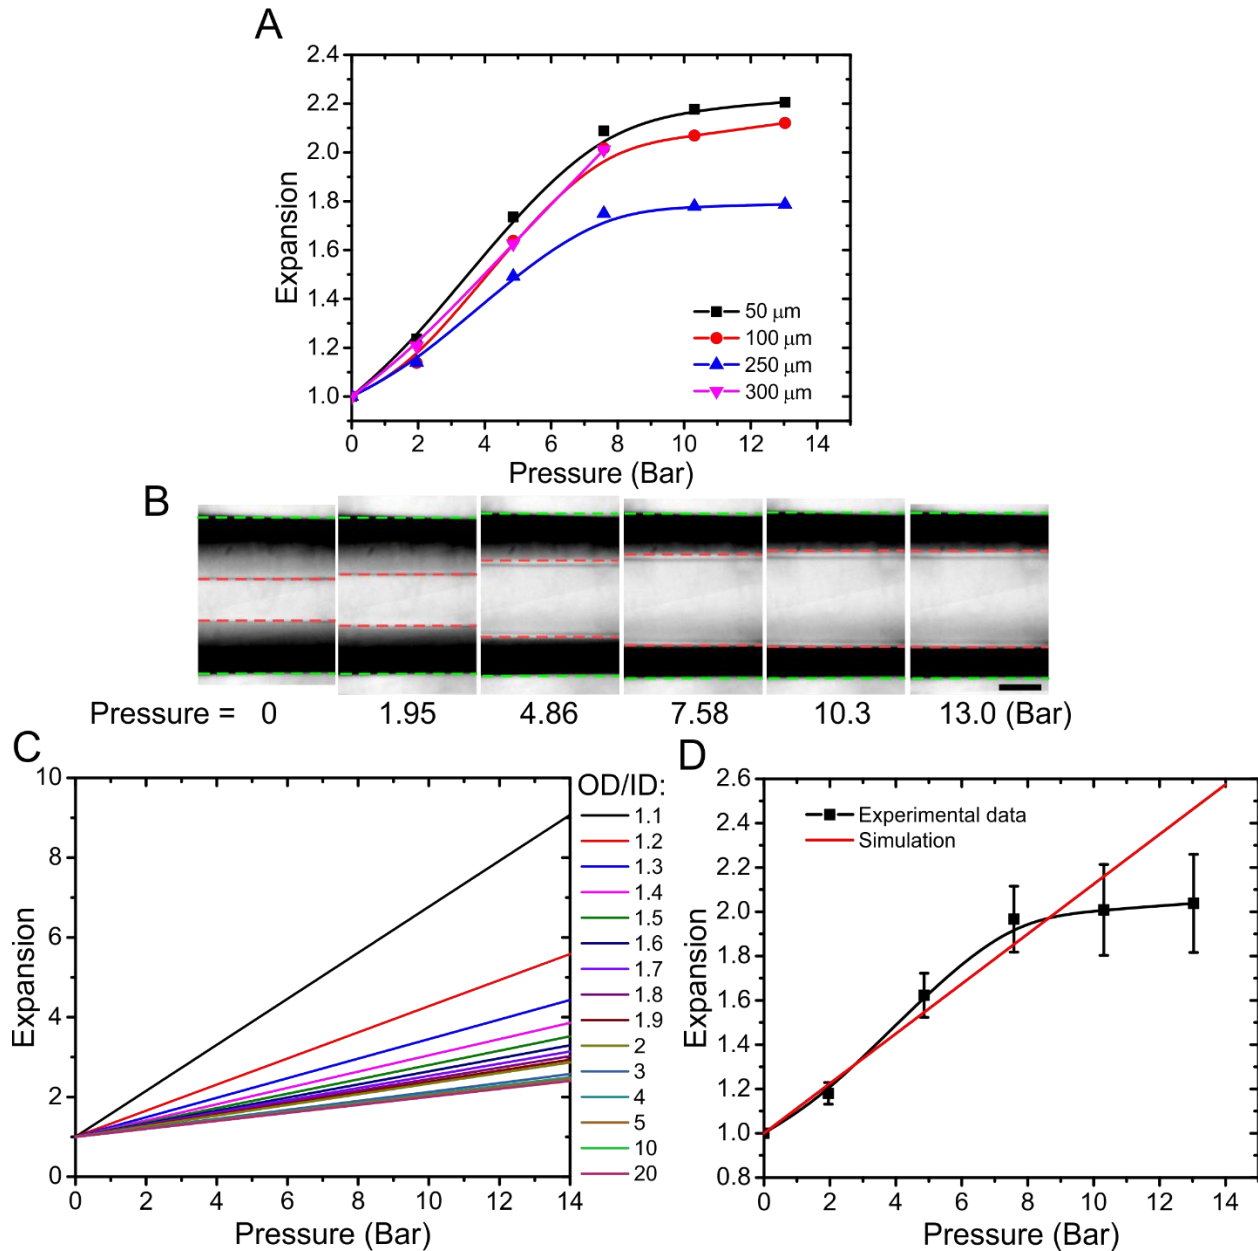 A
2.4
2.2
2.0
1.8
1.6
1.4
1.2
1.0
Expansion
0 2 4 6 8 10 12 14
Pressure (Bar)
50 μm
100 μm
250 μm
300 μm
B
Pressure = 0 1.95 4.86 7.58 10.3 13.0 (Bar)
C
10
8
6
4
2
0
Expansion
0 2 4 6 8 10 12 14
Pressure (Bar)
OD/ID:
1.1
1.2
1.3
1.4
1.5
1.6
1.7
1.8
1.9
2
3
4
5
10
20
D
2.6
2.4
2.2
2.0
1.8
1.6
1.4
1.2
1.0
0.8
Expansion
0 2 4 6 8 10 12 14
Pressure (Bar)
Experimental data
Simulation